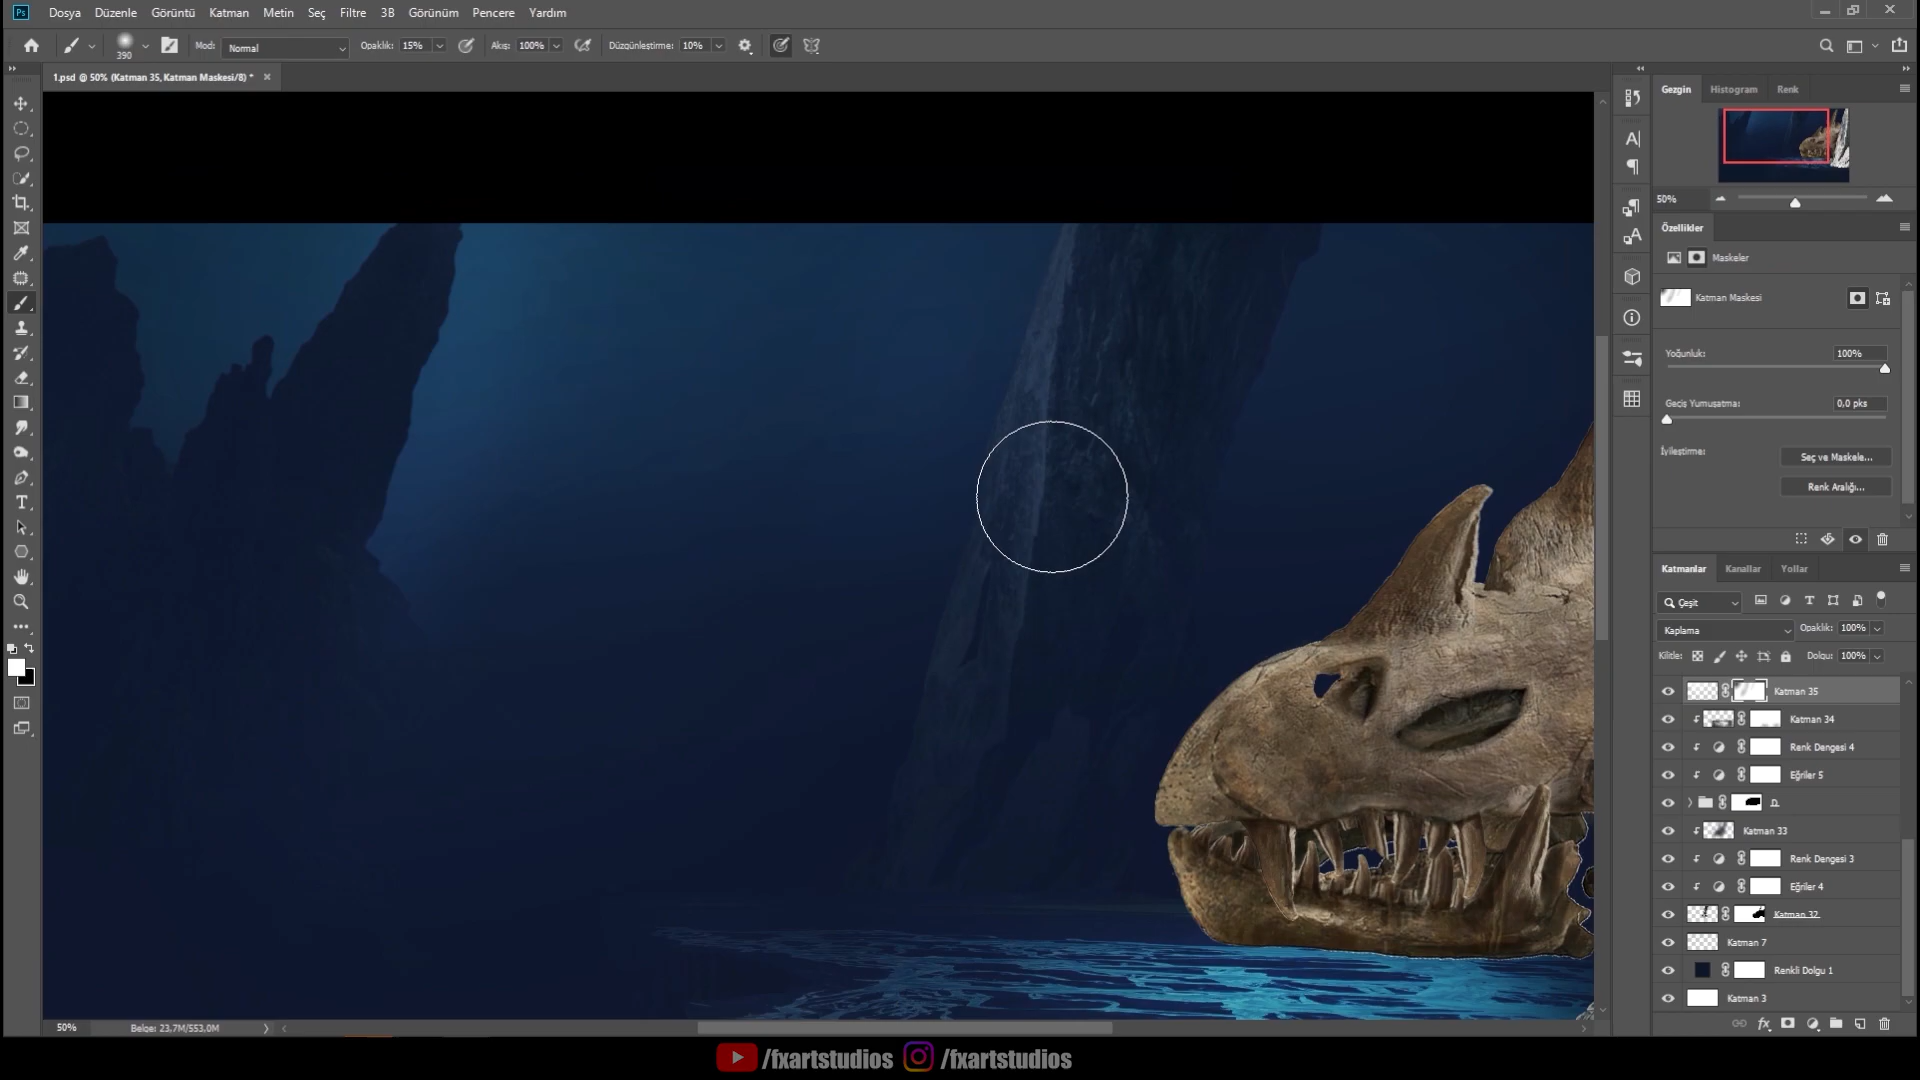 Ps Dosya Düzenle Görüntü Katman Metin Seç Filtre 3B Görünüm Pencere Yardım
390 Mod: Normal Opaklık: 15% Akış: 100% Düzgünleştirme: 10%
1.psd @ 50% (Katman 35, Katman Maskesi/8) *
Gezgin Histogram Renk
50%
Özellikler
Maskeler
Katman Maskesi
Yoğunluk: 100%
Geçiş Yumuşatma: 0,0 pks
İyileştirme: Seç ve Maskele...
Renk Aralığı...
Katmanlar Kanallar Yollar
Çeşit
Kaplama Opaklık: 100%
Kilitle: Dolgu: 100%
Katman 35
Katman 34
Renk Dengesi 4
Eğriler 5
Katman 33
Renk Dengesi 3
Eğriler 4
Katman 32
Katman 7
Renkli Dolgu 1
Katman 3
50% Belge: 23,7M/553,0M
/fxartstudios /fxartstudios